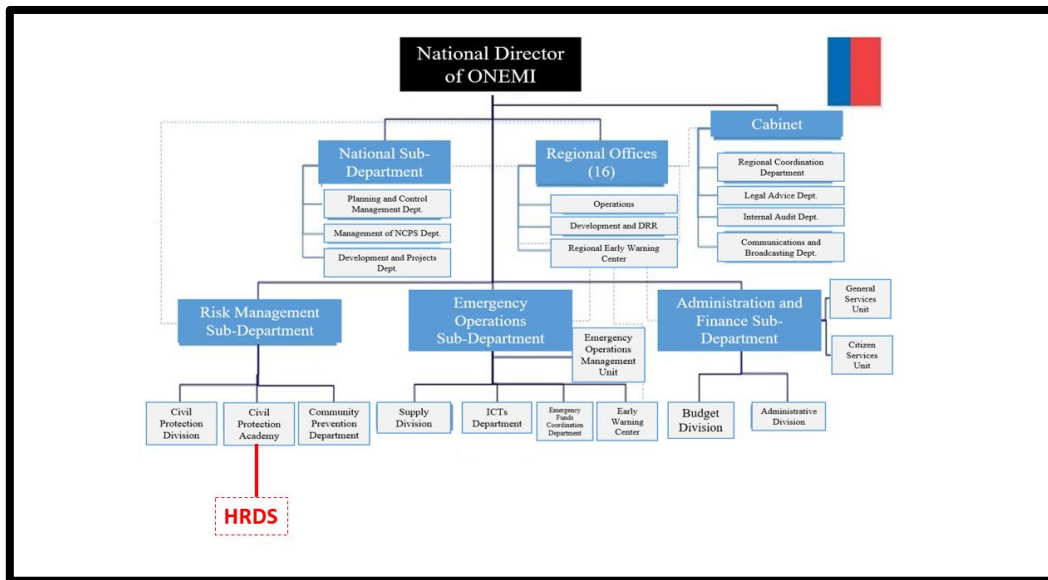 National Director
of ONEMI
Cabinet
National Sub-
Department
Regional Offices
(16)
Regional Coordination
Department
Legal Advice Dept.
Internal Audit Dept.
Communications and
Broadcasting Dept.
Planning and Control
Management Dept.
Management of NCPS Dept.
Development and Projects
Dept.
Operations
Development and DRR
Regional Early Warning
Center
Risk Management
Sub-Department
Emergency
Operations
Sub-Department
Administration and
Finance Sub-
Department
General
Services
Unit
Citizen
Services
Unit
Emergency
Operations
Management
Unit
Civil
Protection
Division
Civil
Protection
Academy
Community
Prevention
Department
Supply
Division
ICTs
Department
Emergency
Funds
Coordination
Department
Early
Warning
Center
Budget
Division
Administrative
Division
HRDS